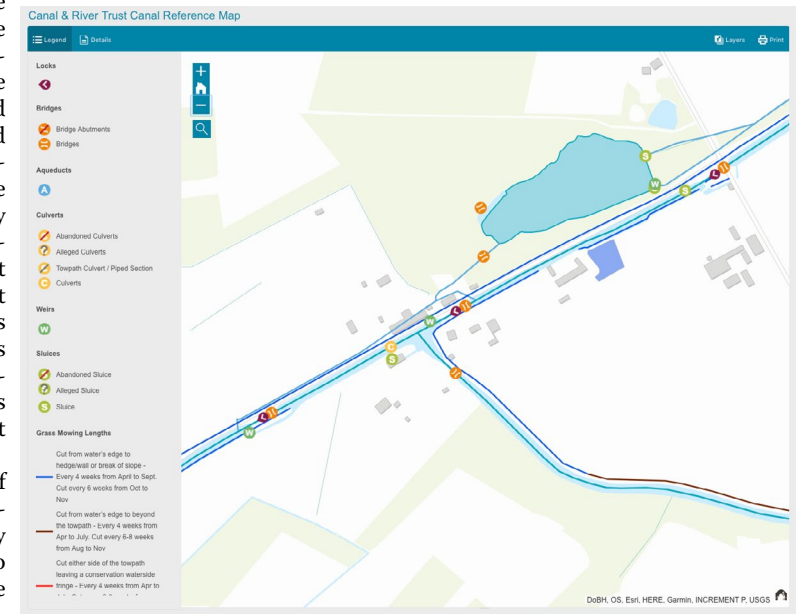 Canal & River Trust Canal Reference Map
Legend
Details
Layers
Print
Locks
Bridges
Bridge Abutments
Bridges
Aqueducts
A
Culverts
Abandoned Culverts
? Alleged Culverts
Towpath Culvert / Piped Section
C Culverts
Weirs
W
Sluices
Abandoned Sluice
? Alleged Sluice
S Sluice
Grass Mowing Lengths
Cut from water's edge to
hedge/wall or break of slope -
Every 4 weeks from April to Sept.
Cut every 6 weeks from Oct to
Nov
Cut from water's edge to beyond
the towpath - Every 4 weeks from
Apr to July. Cut every 6-8 weeks
from Aug to Nov
Cut either side of the towpath
leaving a conservation waterside
fringe - Every 4 weeks from Apr to
S
W
L
S
L
W
C
S
L
W
DoBH, OS, Esri, HERE, Garmin, INCREMENT P, USGS